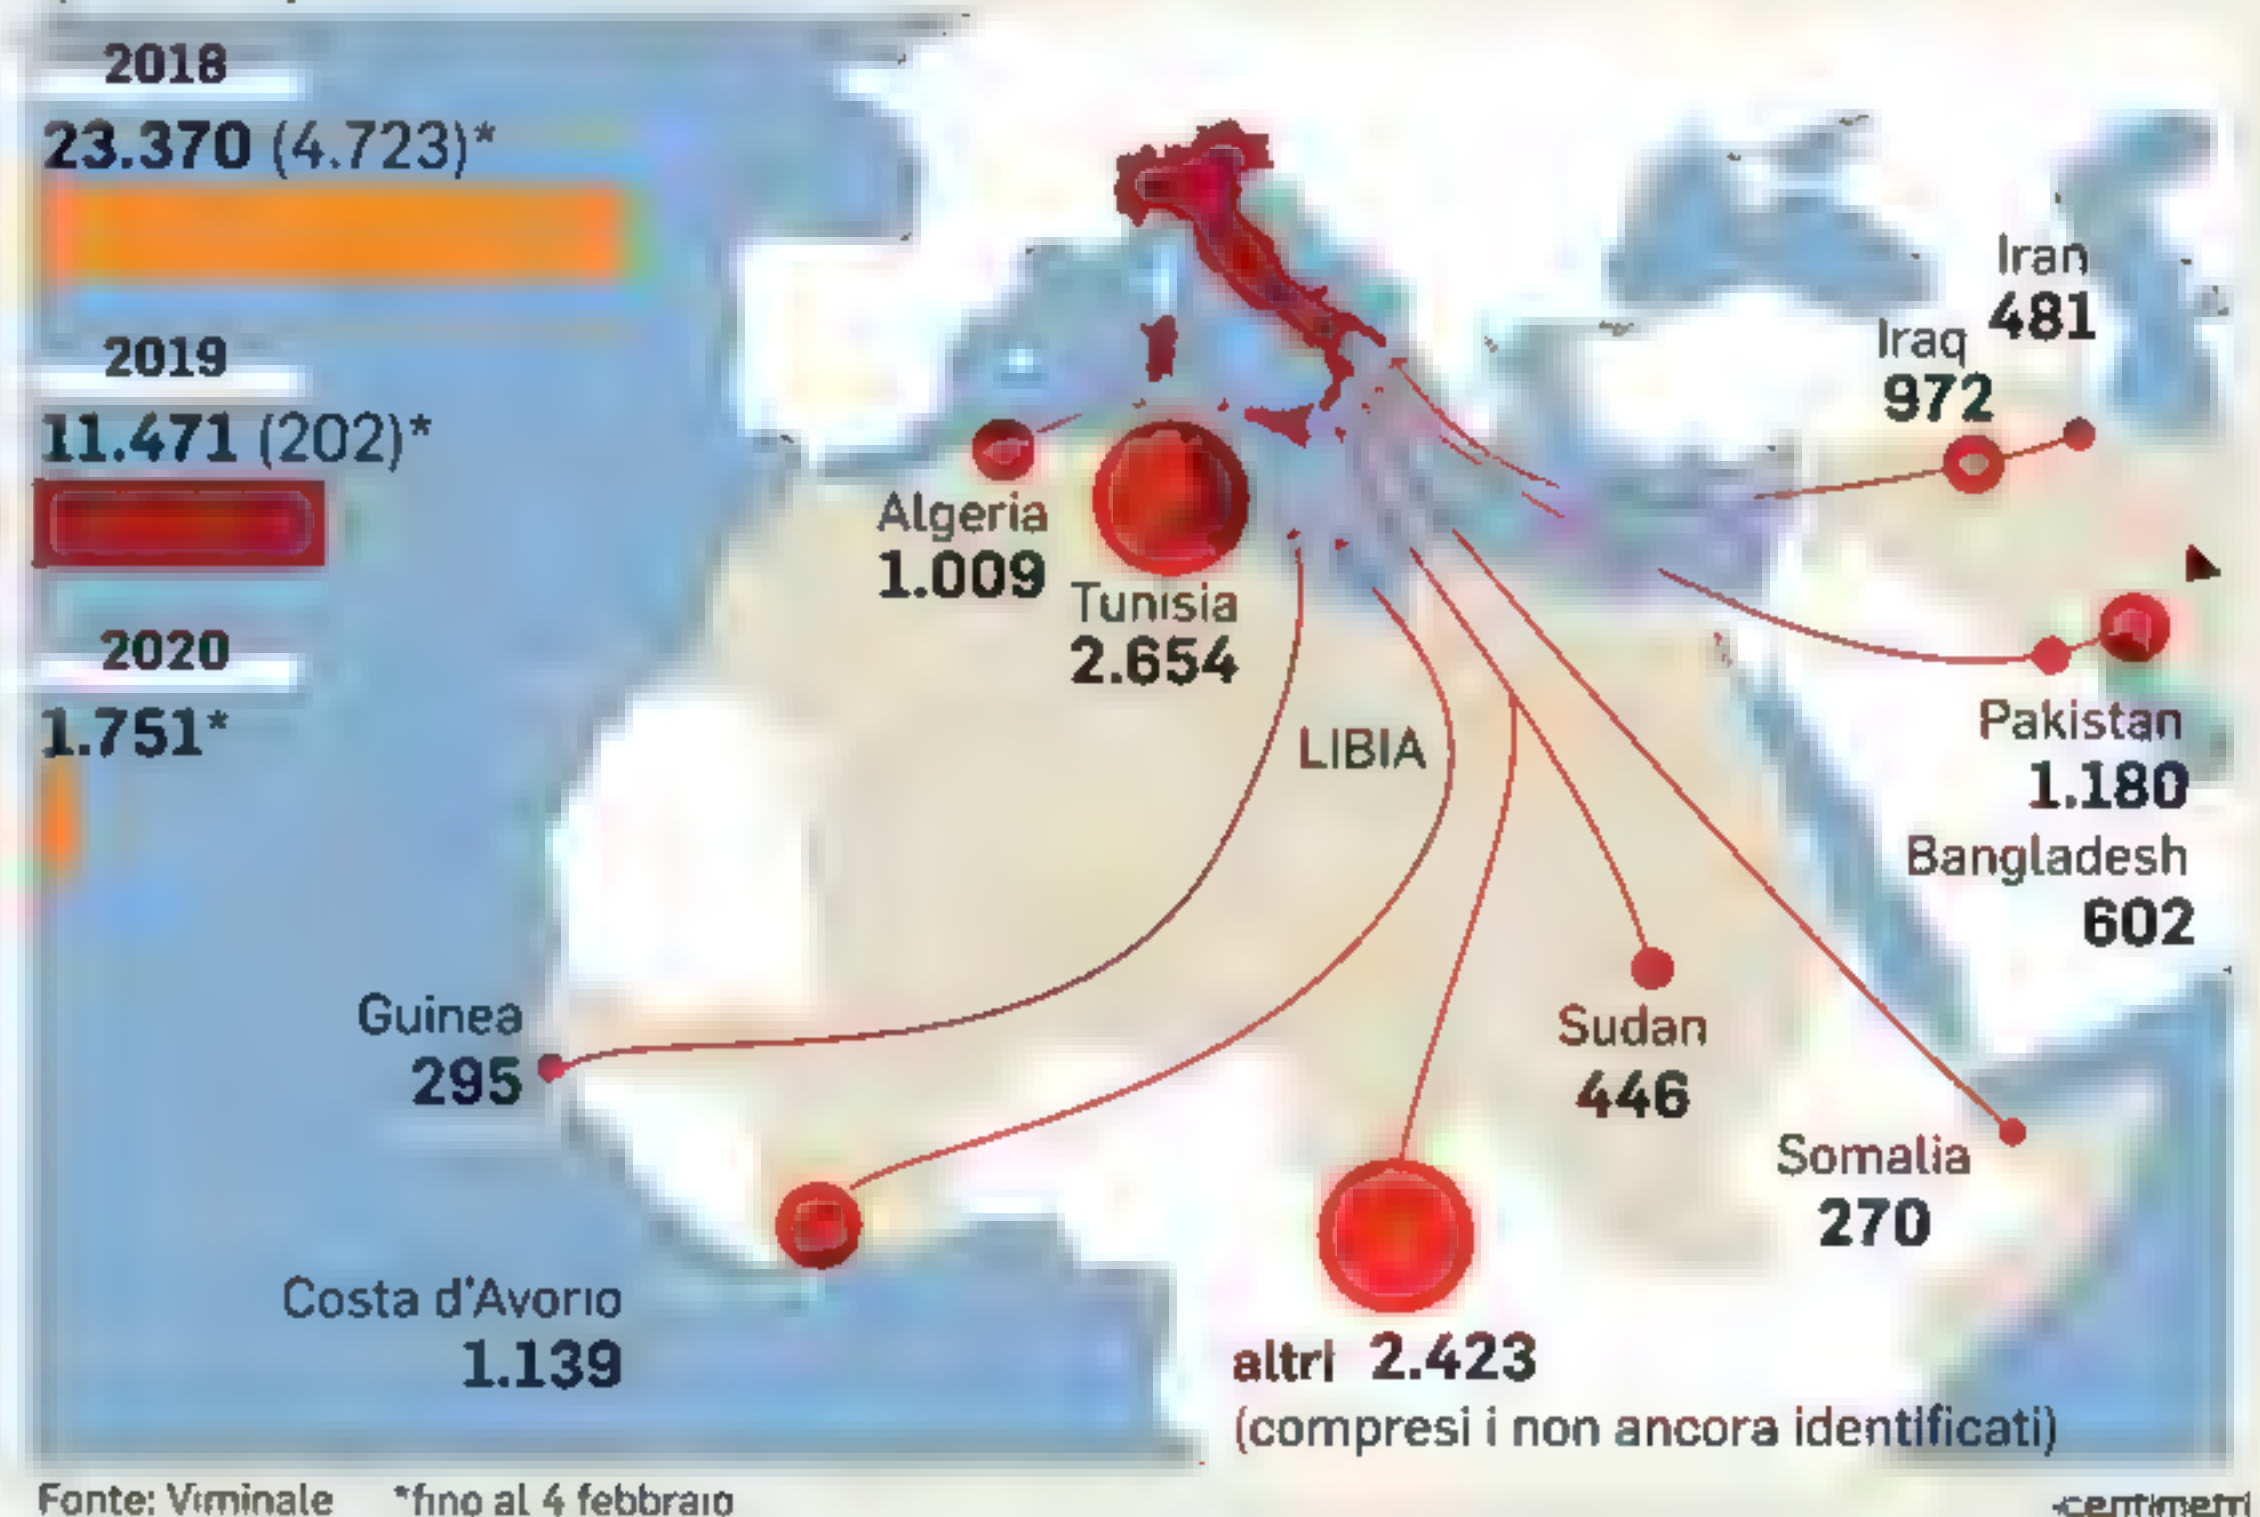 2018
23.370 (4.723)*
2019
11.471 (202)*
2020
1.751*
Iran
481
Iraq
972
Algeria
1.009
Tunisia
2.654
LIBIA
Pakistan
1.180
Bangladesh
602
Guinea
295
Sudan
446
Somalia
270
Costa d'Avorio
1.139
altri 2.423
(compresi i non ancora identificati)
Fonte: Viminale *fino al 4 febbraio
centimetri